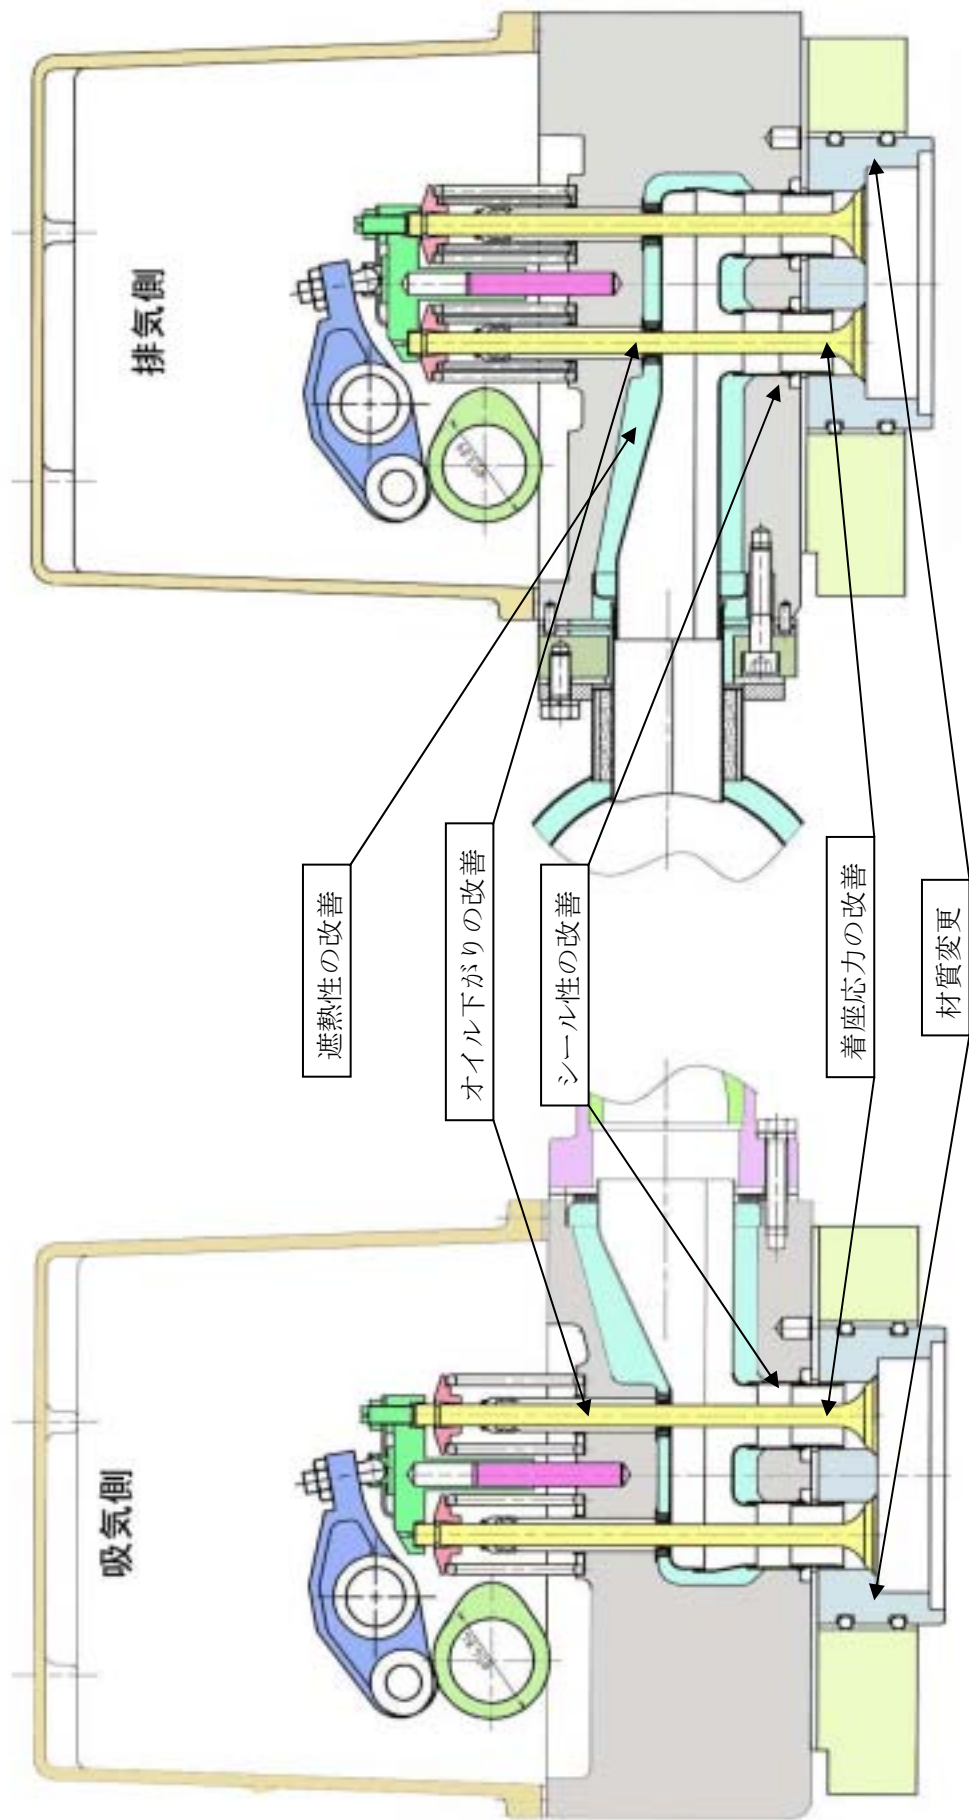 排気側
吸気側
遮熱性の改善
オイル下がりの改善
シール性の改善
着座応力の改善
材質変更